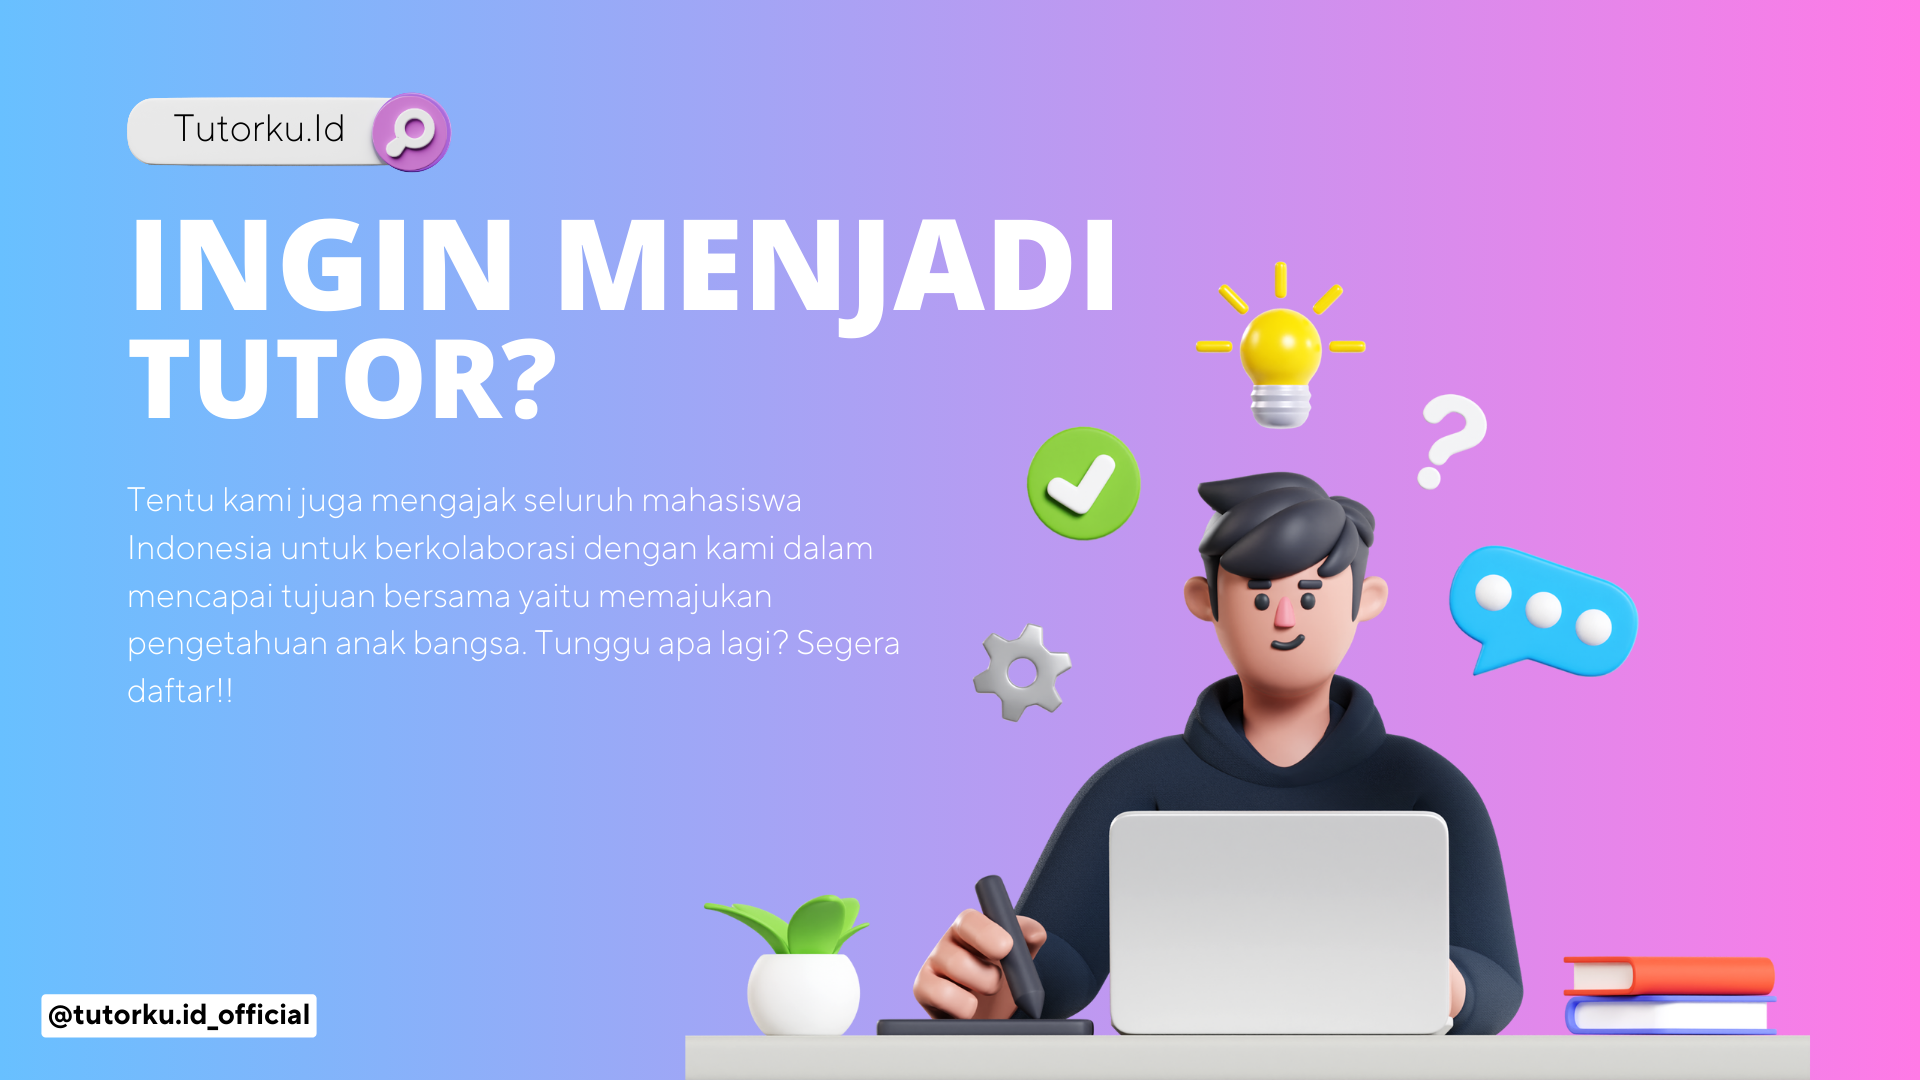 Tutorku.Id
INGIN MENJADI
TUTOR?
Tentu kami juga mengajak seluruh mahasiswa
Indonesia untuk berkolaborasi dengan kami dalam
mencapai tujuan bersama yaitu memajukan
pengetahuan anak bangsa. Tunggu apa lagi? Segera
daftar!!
@tutorku.id_official